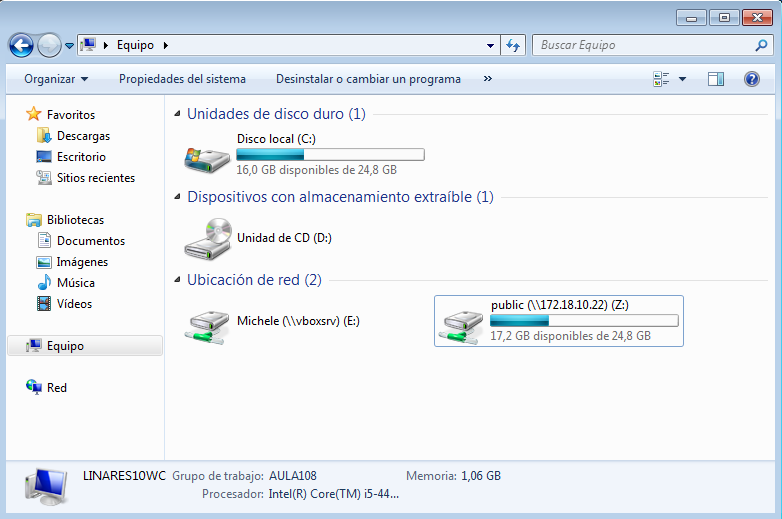 Equipo
Buscar Equipo
Organizar Propiedades del sistema Desinstalar o cambiar un programa »
Favoritos
Descargas
Escritorio
Sitios recientes
Bibliotecas
Documentos
Imágenes
Música
Vídeos
Equipo
Red
Unidades de disco duro (1)
Disco local (C:)
16,0 GB disponibles de 24,8 GB
Dispositivos con almacenamiento extraíble (1)
Unidad de CD (D:)
Ubicación de red (2)
Michele (\\vboxsrv) (E:)
public (\\172.18.10.22) (Z:)
17,2 GB disponibles de 24,8 GB
LINARES10WC Grupo de trabajo: AULA108 Memoria: 1,06 GB
Procesador: Intel(R) Core(TM) i5-44...